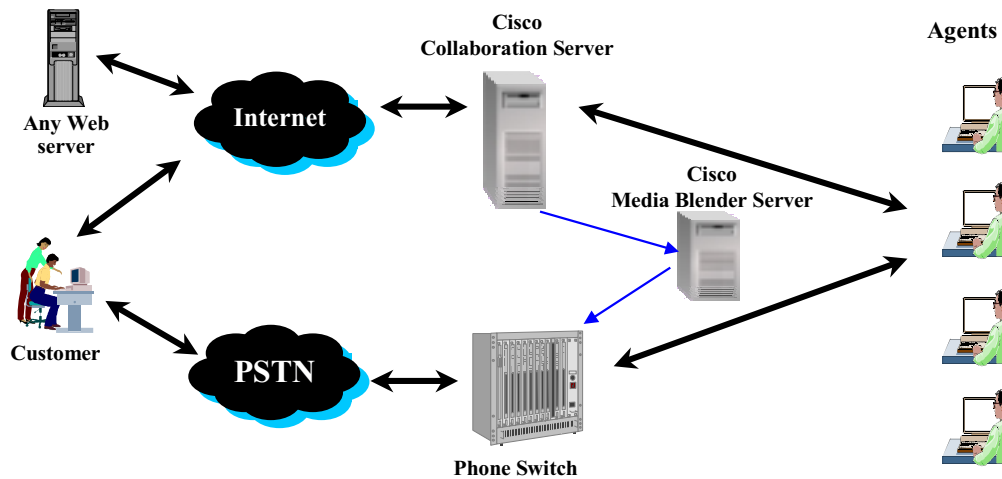 Cisco
Collaboration Server
Agents
Any Web
server
Internet
Cisco
Media Blender Server
Customer
PSTN
Phone Switch